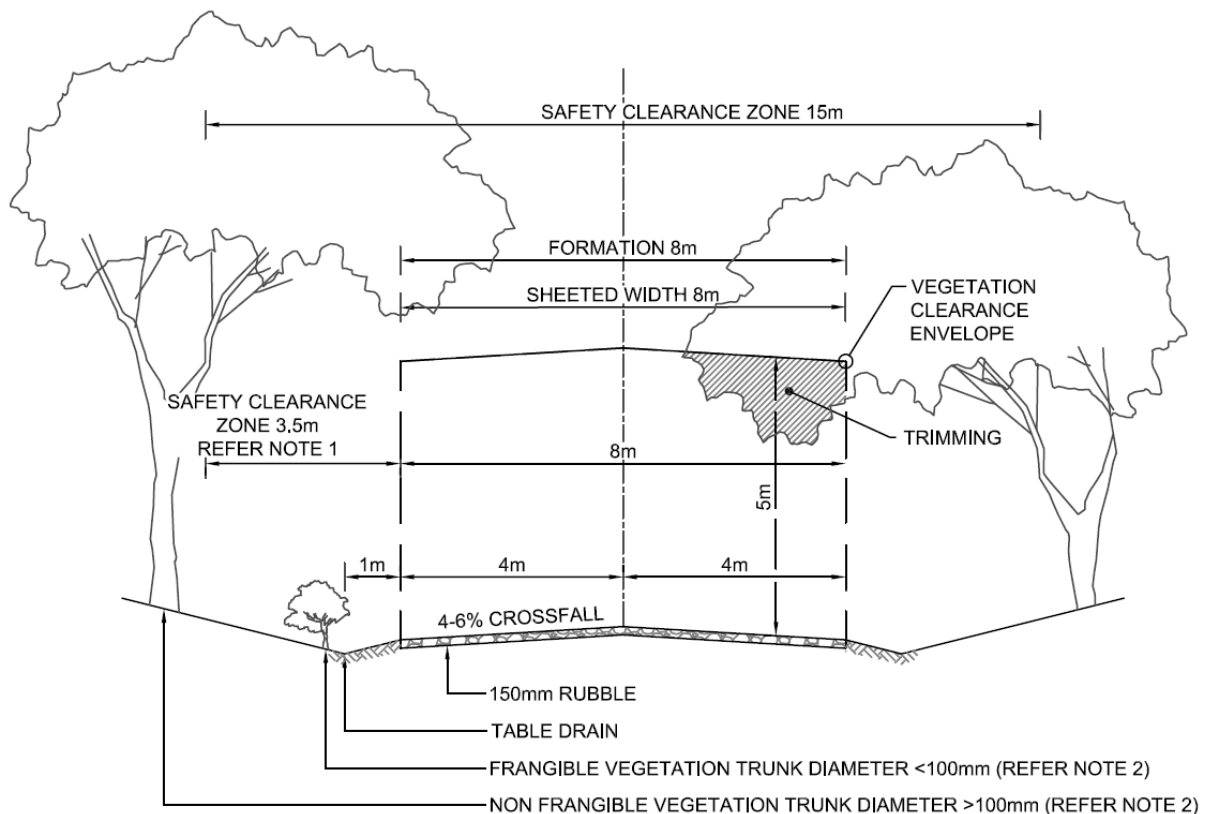 SAFETY CLEARANCE ZONE 15m
FORMATION 8m
SHEETED WIDTH 8m
VEGETATION
CLEARANCE
ENVELOPE
SAFETY CLEARANCE
ZONE 3.5m
REFER NOTE 1
TRIMMING
8m
5m
1m
4m
4m
4-6% CROSSFALL
150mm RUBBLE
TABLE DRAIN
FRANGIBLE VEGETATION TRUNK DIAMETER <100mm (REFER NOTE 2)
NON FRANGIBLE VEGETATION TRUNK DIAMETER >100mm (REFER NOTE 2)